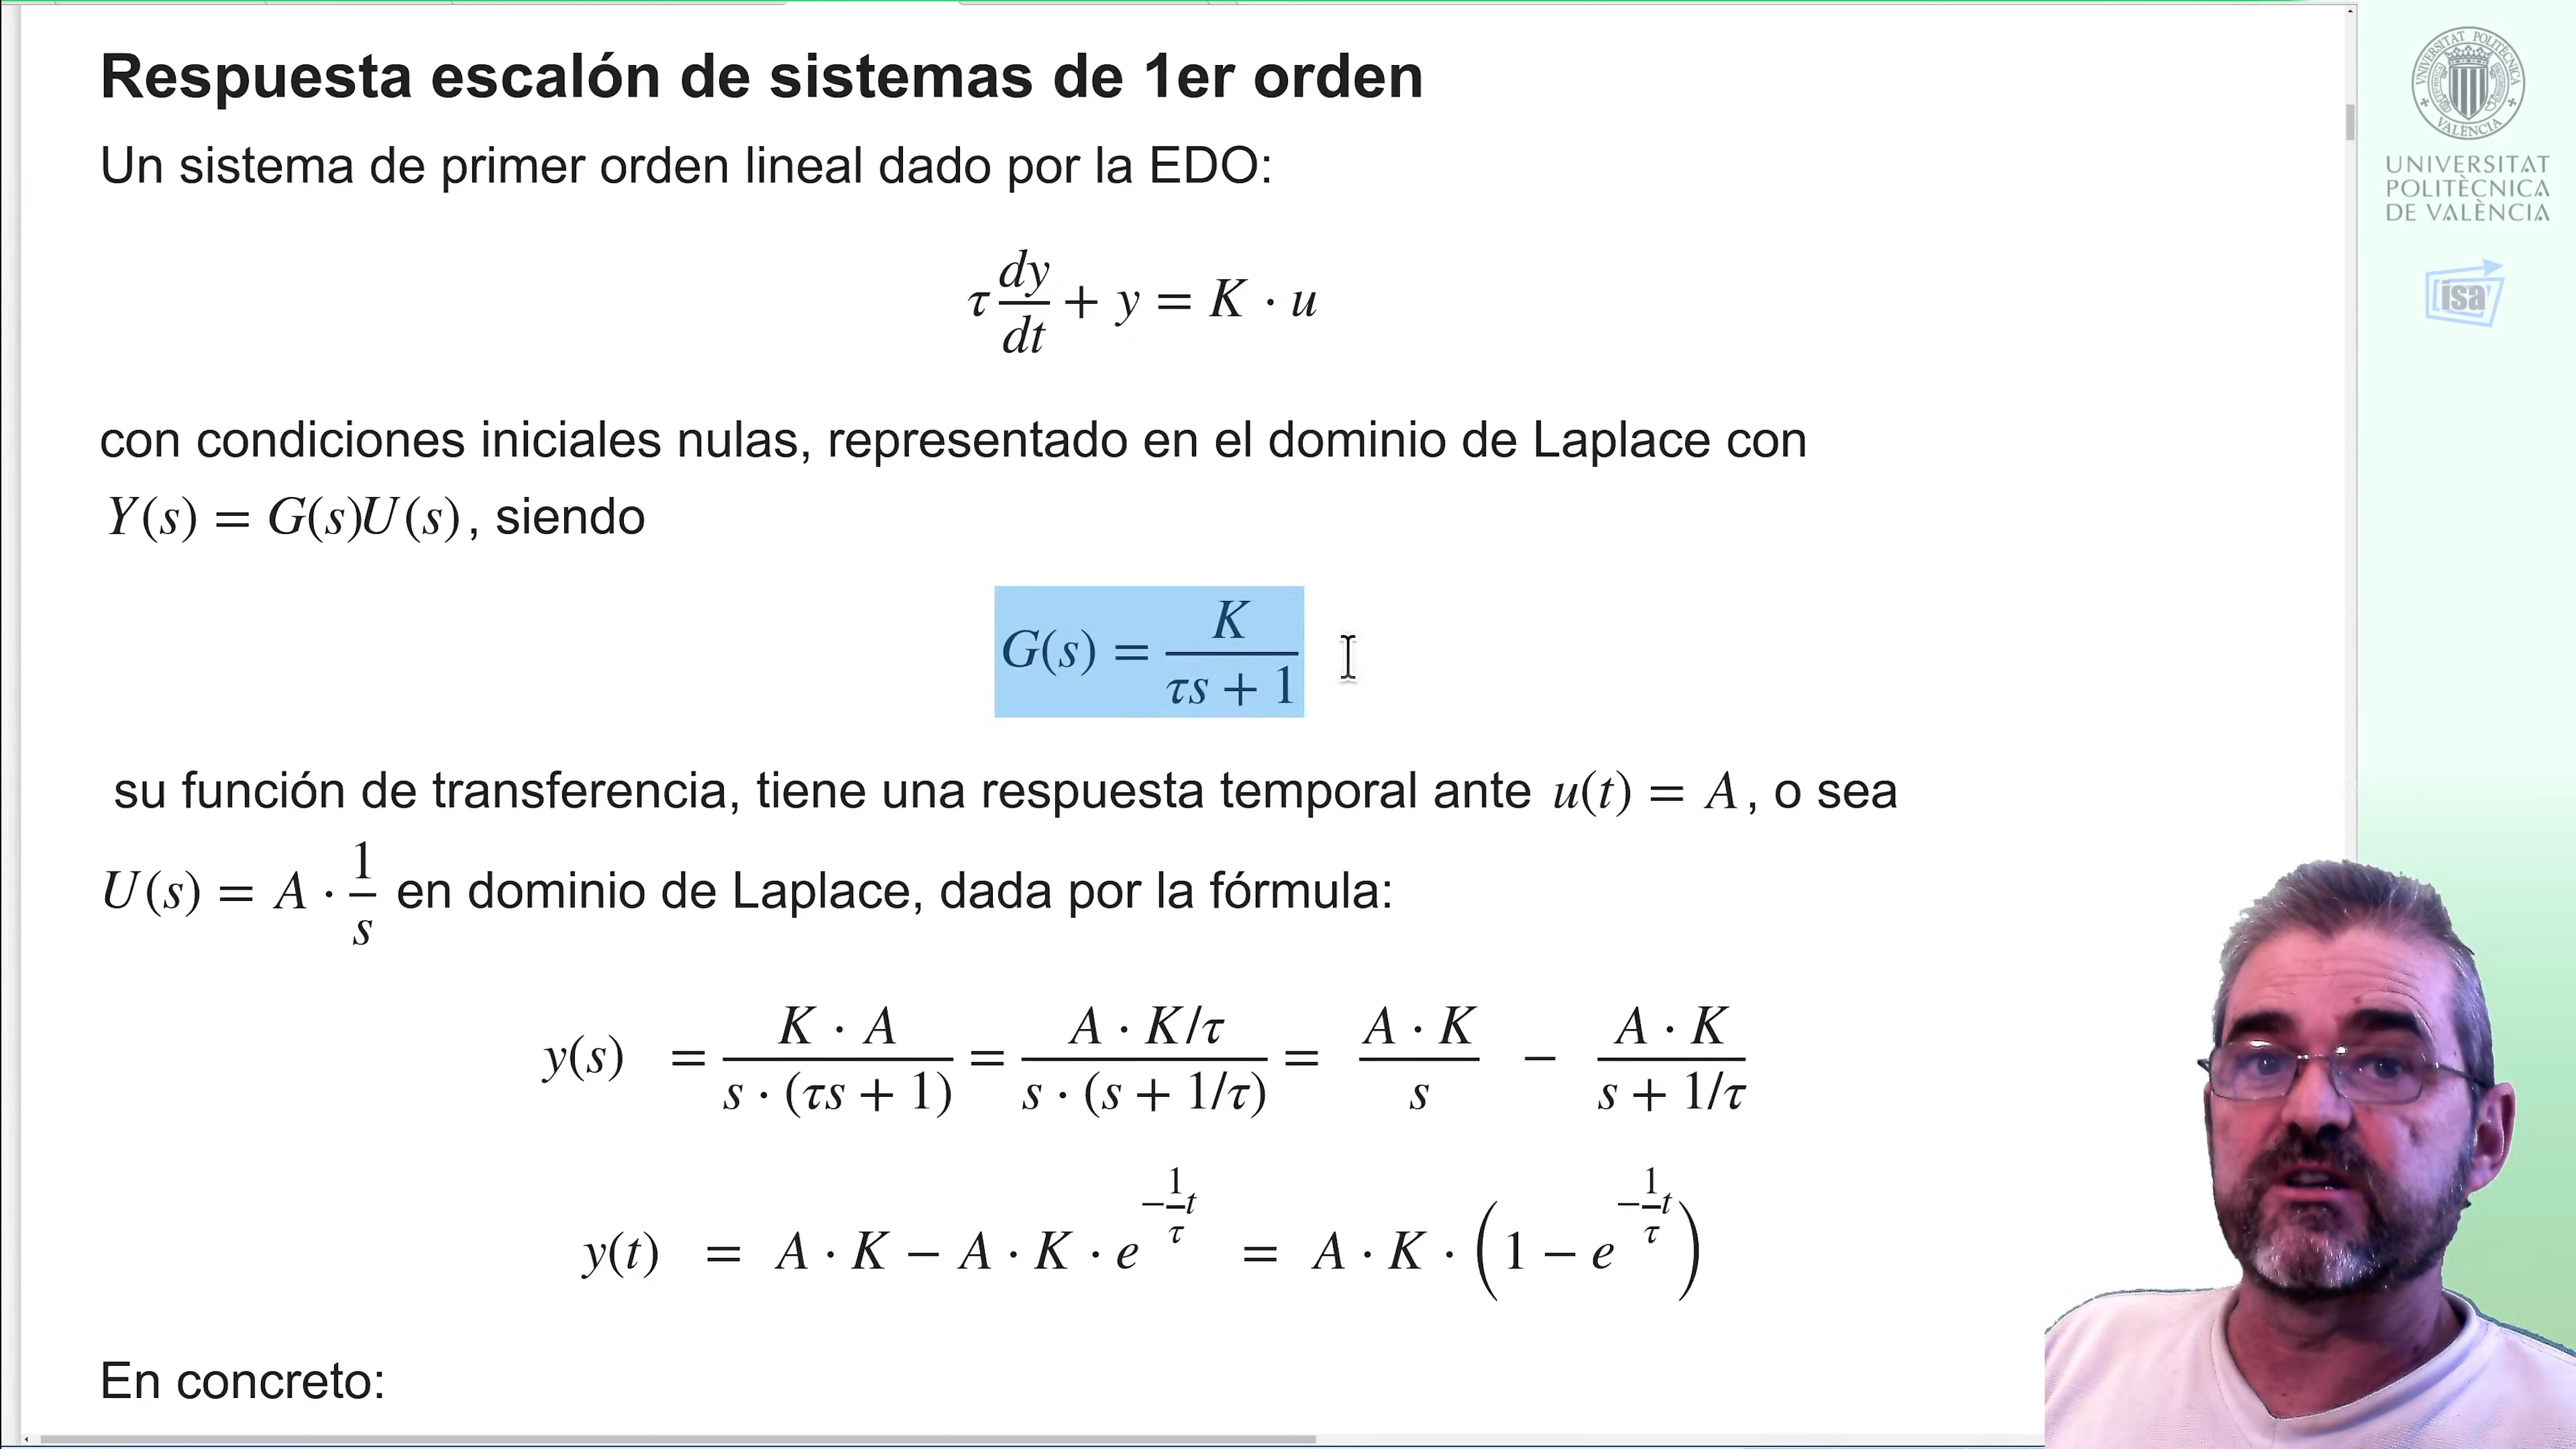 Respuesta escalón de sistemas de 1er orden
Un sistema de primer orden lineal dado por la EDO:
τ dy/dt + y = K · u
con condiciones iniciales nulas, representado en el dominio de Laplace con
Y(s) = G(s)U(s), siendo
G(s) = K/(τs + 1)
su función de transferencia, tiene una respuesta temporal ante u(t) = A, o sea
U(s) = A · 1/s en dominio de Laplace, dada por la fórmula:
y(s) = K · A/(s · (τs + 1)) = A · K/τ/(s · (s + 1/τ)) = A · K/s − A · K/(s + 1/τ)
y(t) = A · K − A · K · e^(−1/τ t) = A · K · (1 − e^(−1/τ t))
En concreto:
UNIVERSITAT POLITÈCNICA
VALÈNCIA
UNIVERSITAT
POLITÈCNICA
DE VALÈNCIA
isa